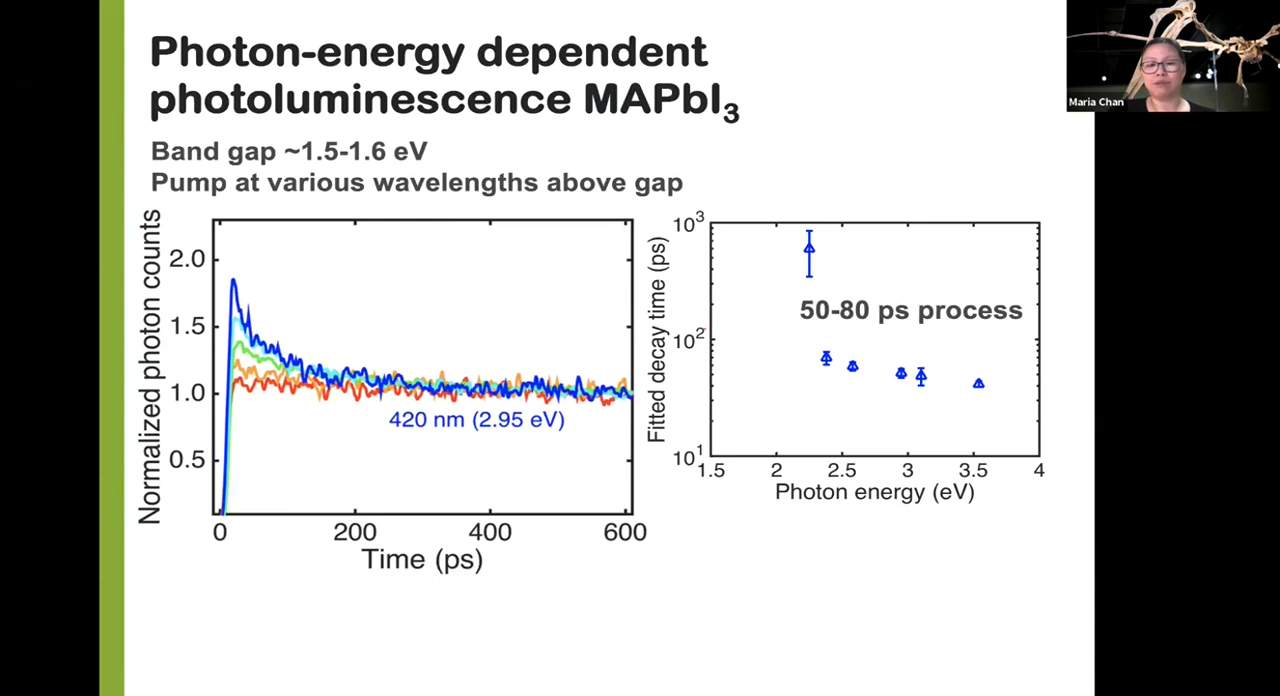 Photon-energy dependent
photoluminescence MAPbI₃
Band gap ~1.5-1.6 eV
Pump at various wavelengths above gap
Maria Chan
Normalized photon counts
2.0
1.5
1.0
0.5
420 nm (2.95 eV)
0 200 400 600
Time (ps)
Fitted decay time (ps)
10³
10²
10¹
50-80 ps process
1.5 2 2.5 3 3.5 4
Photon energy (eV)